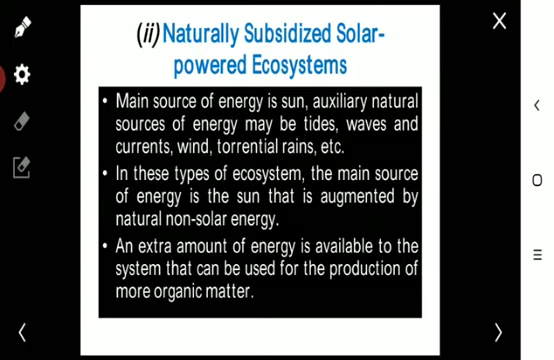 (ii) Naturally Subsidized Solar-
powered Ecosystems
• Main source of energy is sun, auxiliary natural
sources of energy may be tides, waves and
currents, wind, torrential rains, etc.
• In these types of ecosystem, the main source
of energy is the sun that is augmented by
natural non-solar energy.
• An extra amount of energy is available to the
system that can be used for the production of
more organic matter.